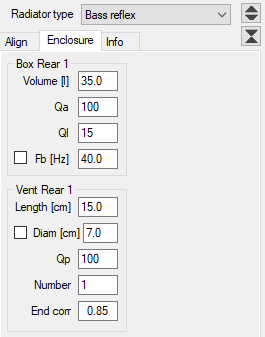 Radiator type Bass reflex
Align Enclosure Info
Box Rear 1
Volume [l] 35.0
Qa 100
Ql 15
Fb [Hz] 40.0
Vent Rear 1
Length [cm] 15.0
Diam [cm] 7.0
Qp 100
Number 1
End corr 0.85